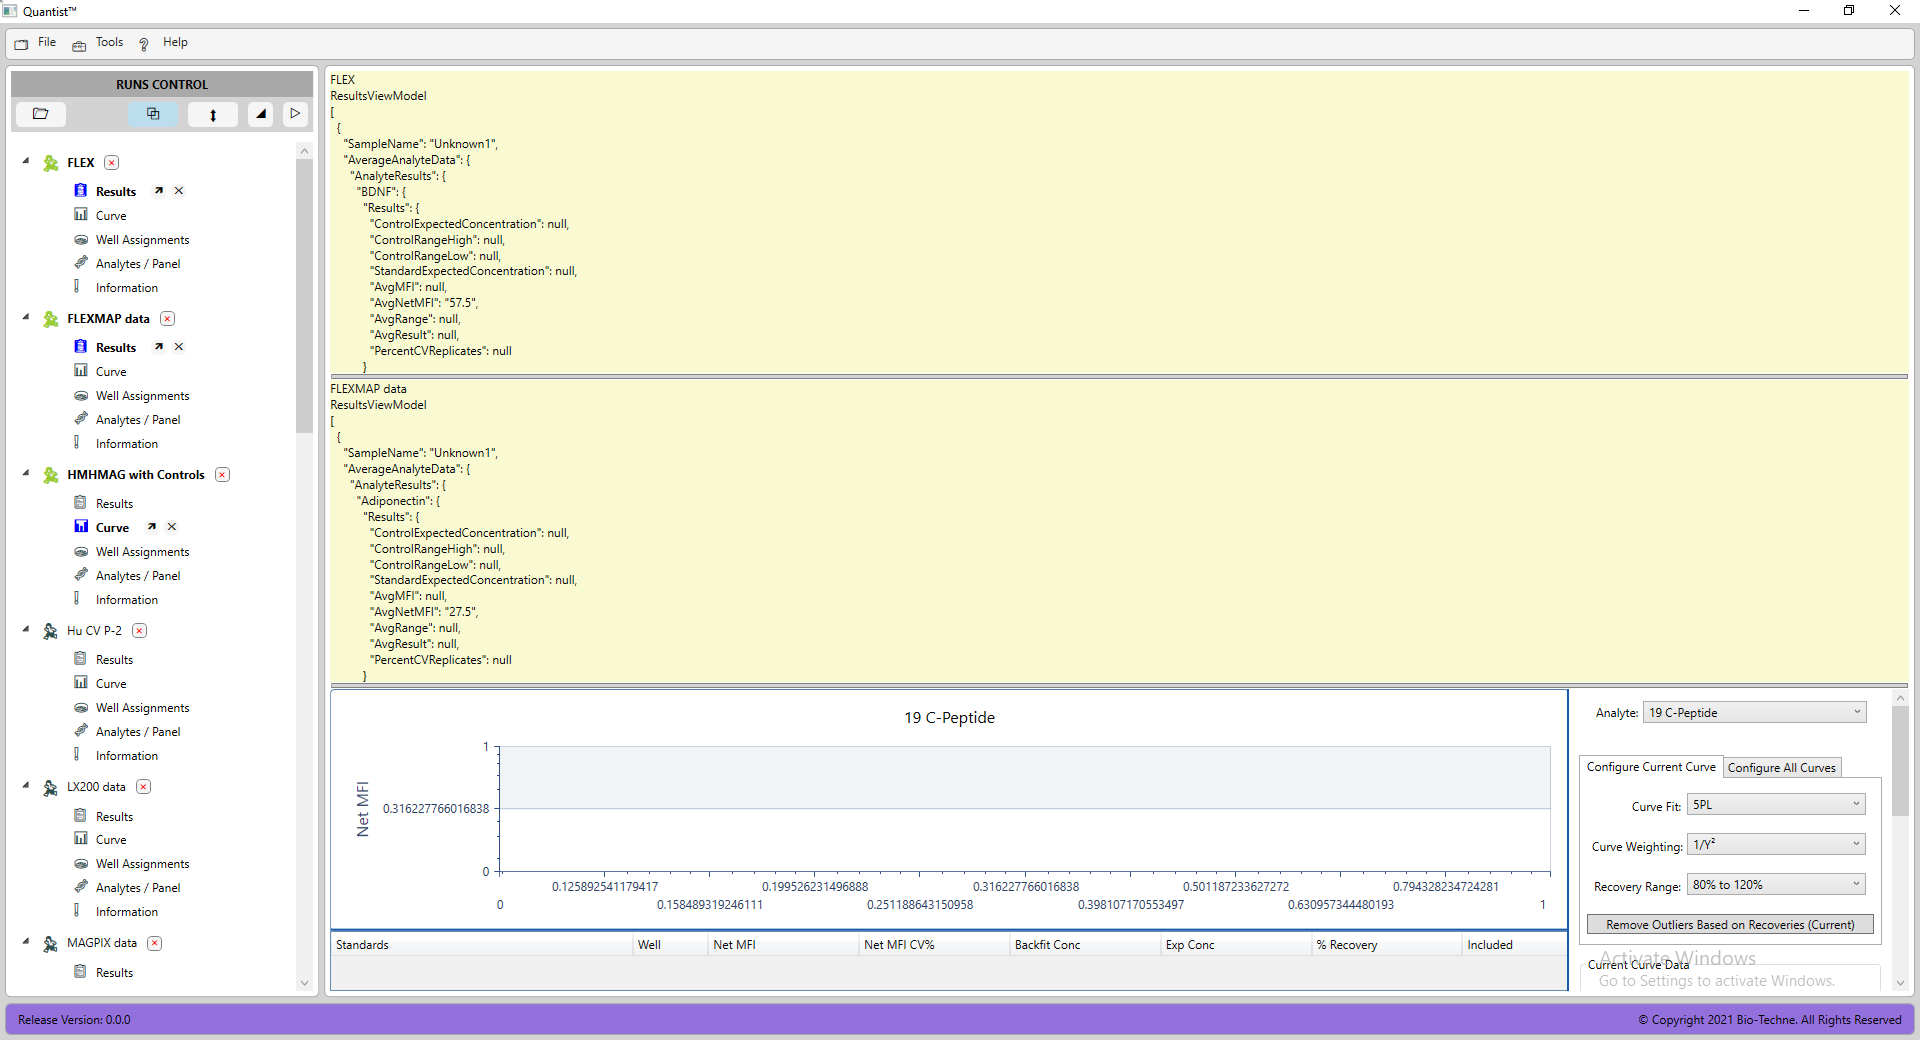 Quantist™
File Tools ? Help
RUNS CONTROL
FLEX
Results
Curve
Well Assignments
Analytes / Panel
Information
FLEXMAP data
Results
Curve
Well Assignments
Analytes / Panel
Information
HMHMAG with Controls
Results
Curve
Well Assignments
Analytes / Panel
Information
Hu CV P-2
Results
Curve
Well Assignments
Analytes / Panel
Information
LX200 data
Results
Curve
Well Assignments
Analytes / Panel
Information
MAGPIX data
Results
FLEX
ResultsViewModel
[
{
"SampleName": "Unknown1",
"AverageAnalyteData": {
"AnalyteResults": {
"BDNF": {
"Results": {
"ControlExpectedConcentration": null,
"ControlRangeHigh": null,
"ControlRangeLow": null,
"StandardExpectedConcentration": null,
"AvgMFI": null,
"AvgNetMFI": "57.5",
"AvgRange": null,
"AvgResult": null,
"PercentCVReplicates": null
}
FLEXMAP data
ResultsViewModel
[
{
"SampleName": "Unknown1",
"AverageAnalyteData": {
"AnalyteResults": {
"Adiponectin": {
"Results": {
"ControlExpectedConcentration": null,
"ControlRangeHigh": null,
"ControlRangeLow": null,
"StandardExpectedConcentration": null,
"AvgMFI": null,
"AvgNetMFI": "27.5",
"AvgRange": null,
"AvgResult": null,
"PercentCVReplicates": null
}
19 C-Peptide
Net MFI
1
0.316227766016838
0
0.125892541179417 0.199526231496888 0.316227766016838 0.501187233627272 0.794328234724281
0 0.158489319246111 0.251188643150958 0.398107170553497 0.630957344480193 1
Standards Well Net MFI Net MFI CV% Backfit Conc Exp Conc % Recovery Included
Analyte: 19 C-Peptide
Configure Current Curve Configure All Curves
Curve Fit: 5PL
Curve Weighting: 1/Y²
Recovery Range: 80% to 120%
Remove Outliers Based on Recoveries (Current)
Current Curve Data
Activate Windows
Go to Settings to activate Windows.
Release Version: 0.0.0
© Copyright 2021 Bio-Techne. All Rights Reserved